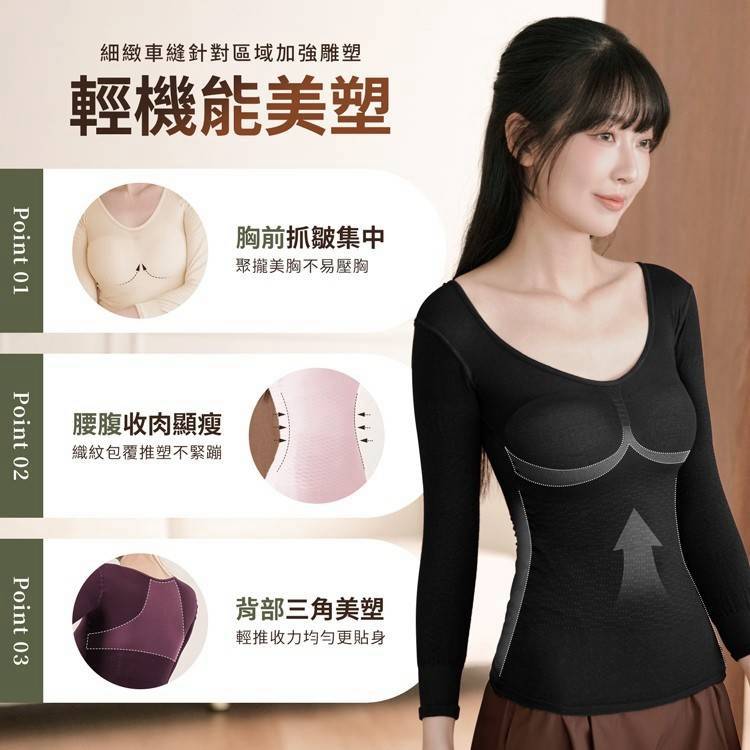 細緻車縫針對區域加強雕塑
輕機能美塑
Point 01
胸前抓皺集中
聚攏美胸不易壓胸
Point 02
腰腹收肉顯瘦
織紋包覆推塑不緊蹦
Point 03
背部三角美塑
輕推收力均勻更貼身